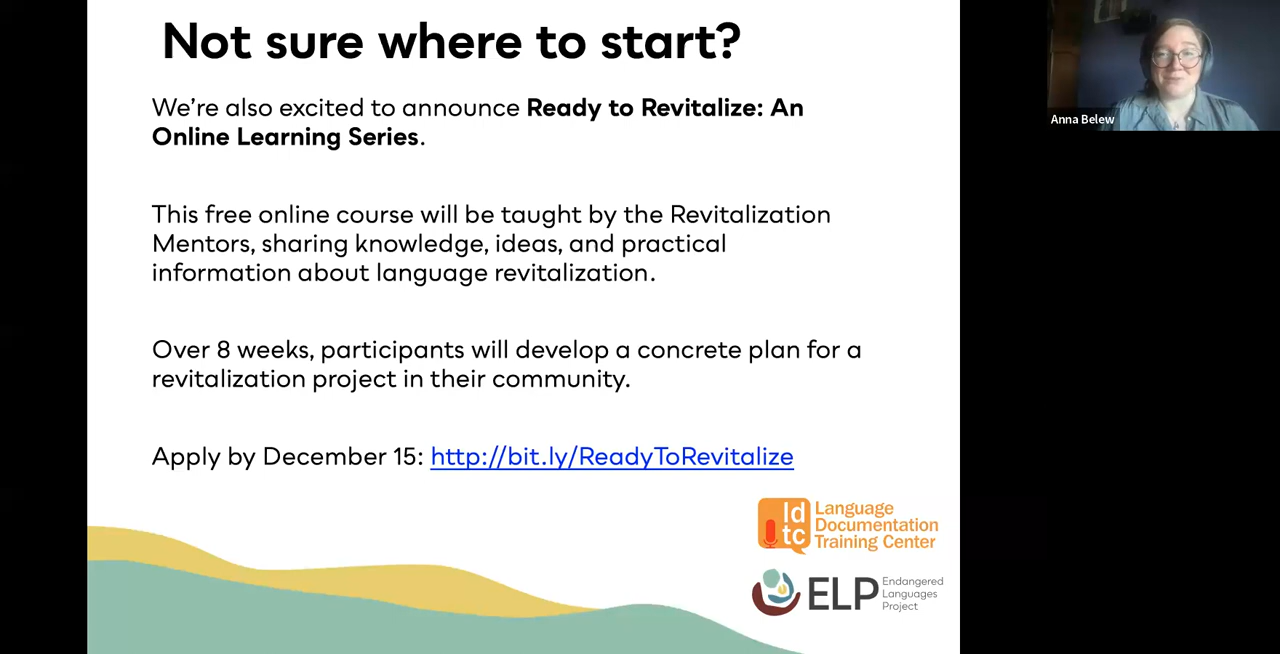 Not sure where to start?
We’re also excited to announce Ready to Revitalize: An
Online Learning Series.
This free online course will be taught by the Revitalization
Mentors, sharing knowledge, ideas, and practical
information about language revitalization.
Over 8 weeks, participants will develop a concrete plan for a
revitalization project in their community.
Apply by December 15: http://bit.ly/ReadyToRevitalize
ld
tc
Language
Documentation
Training Center
ELP
Endangered
Languages
Project
Anna Belew